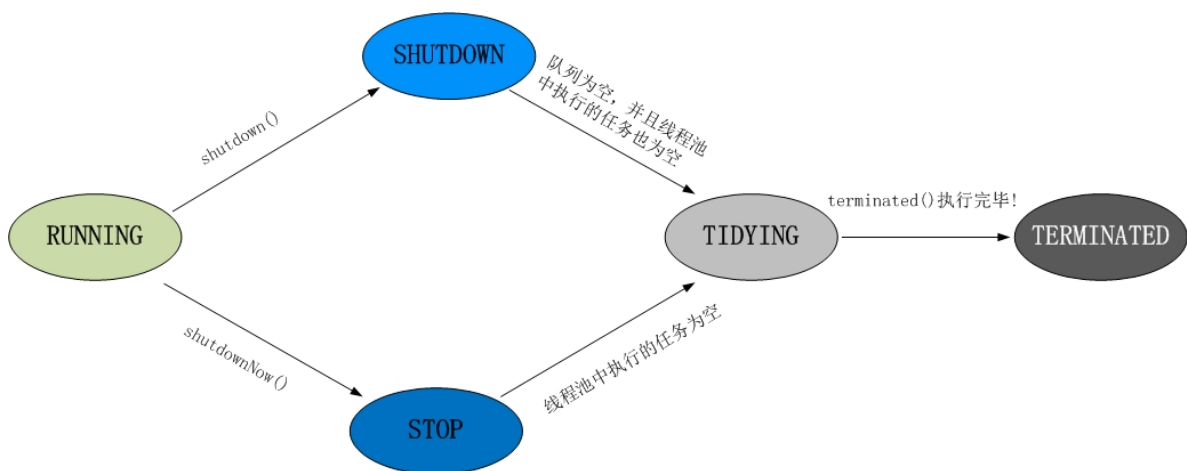 SHUTDOWN
队列为空，并且线程池
中执行的任务也为空
shutdown()
terminated()执行完毕!
RUNNING
TIDYING
TERMINATED
shutdownNow()
线程池中执行的任务为空
STOP